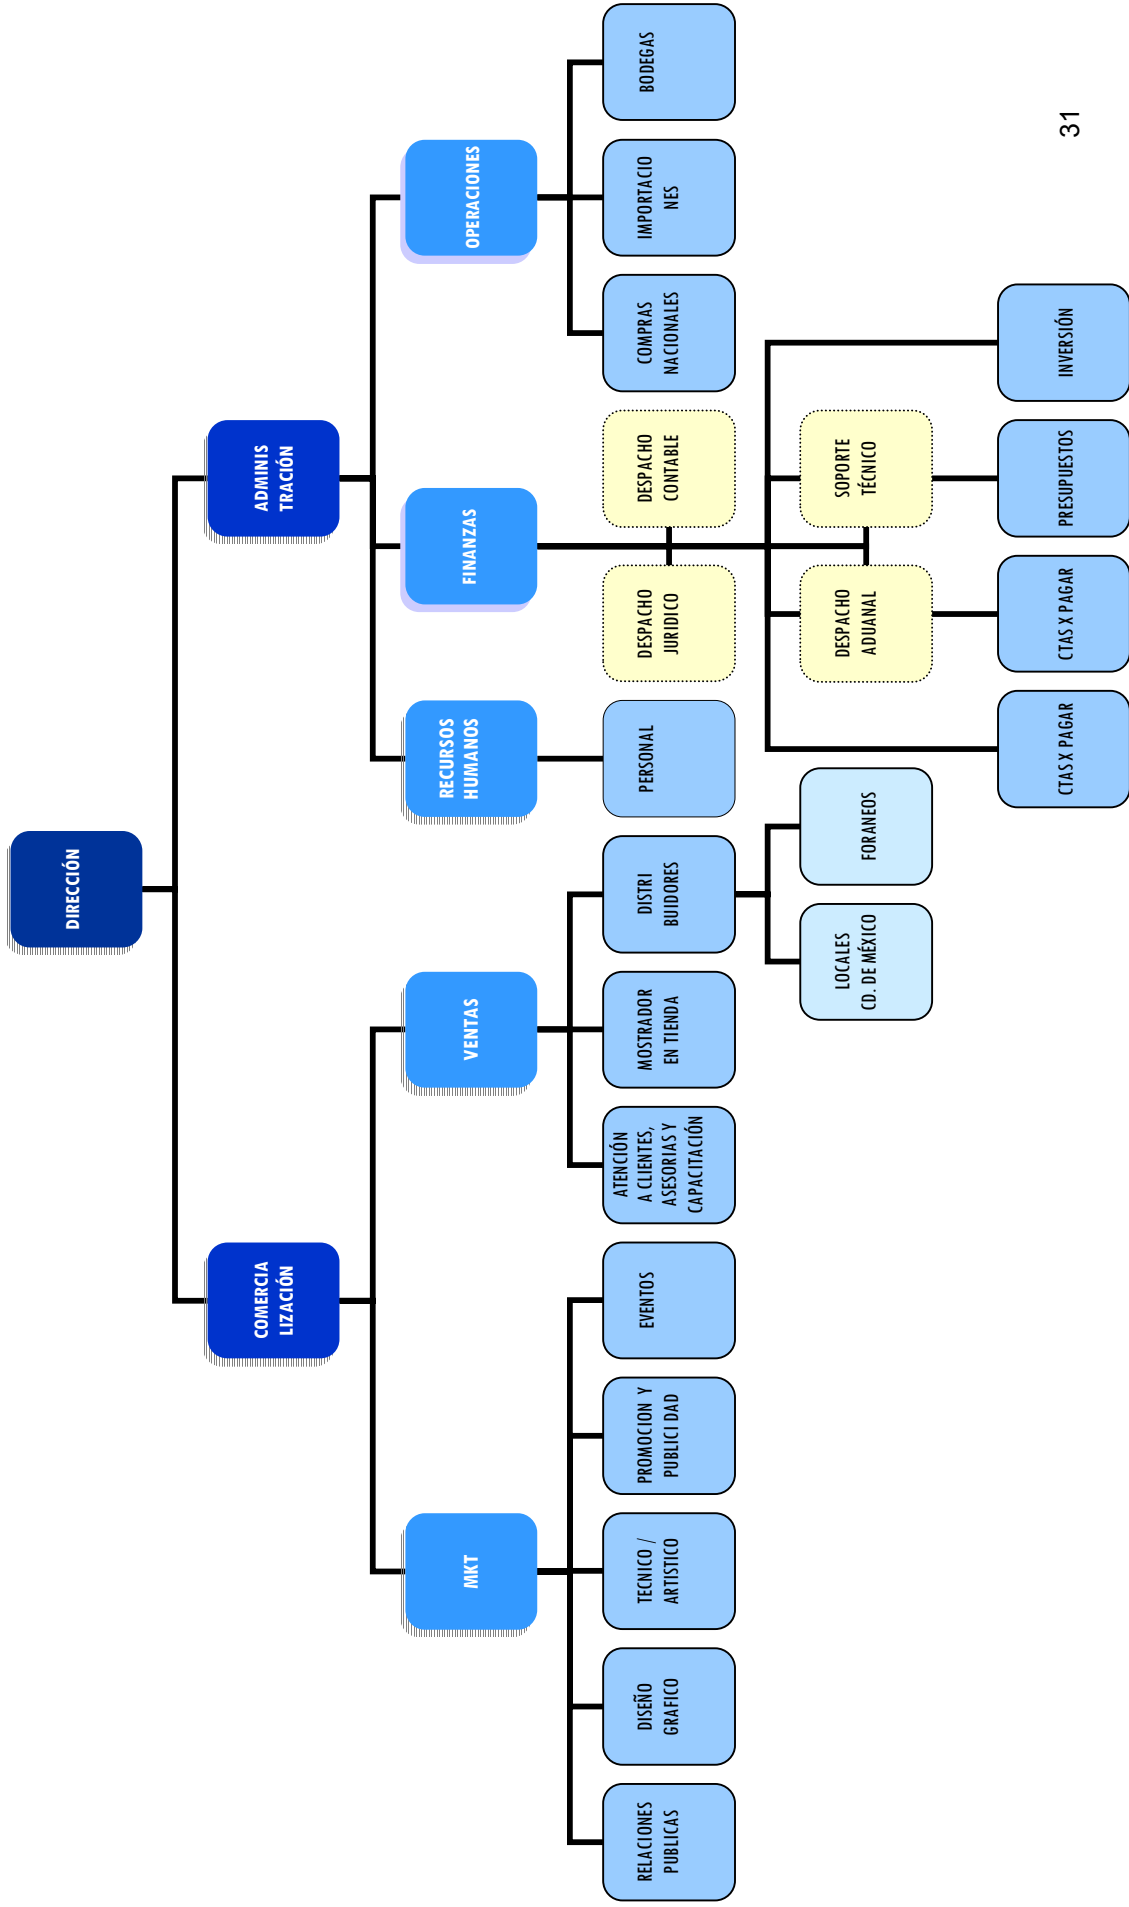 DIRECCIÓN
COMERCIA
LIZACIÓN
ADMINIS
TRACIÓN
MKT
VENTAS
RECURSOS
HUMANOS
FINANZAS
OPERACIONES
RELACIONES
PUBLICAS
DISEÑO
GRAFICO
TECNICO /
ARTISTICO
PROMOCION Y
PUBLICI DAD
EVENTOS
ATENCIÓN
A CLIENTES,
ASESORIAS Y
CAPACITACIÓN
MOSTRADOR
EN TIENDA
DISTRI
BUIDORES
PERSONAL
DESPACHO
JURIDICO
DESPACHO
CONTABLE
COMPRAS
NACIONALES
IMPORTACIO
NES
BODEGAS
LOCALES
CD. DE MÉXICO
FORANEOS
DESPACHO
ADUANAL
SOPORTE
TÉCNICO
CTAS X PAGAR
CTAS X PAGAR
PRESUPUESTOS
INVERSIÓN
31